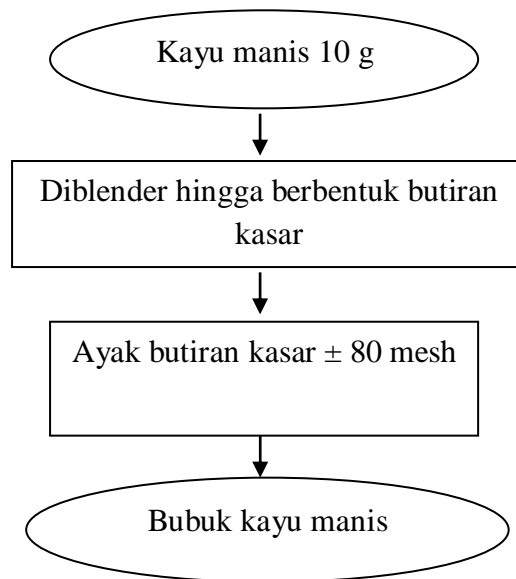 Kayu manis 10 g
Diblender hingga berbentuk butiran
kasar
Ayak butiran kasar ± 80 mesh
Bubuk kayu manis